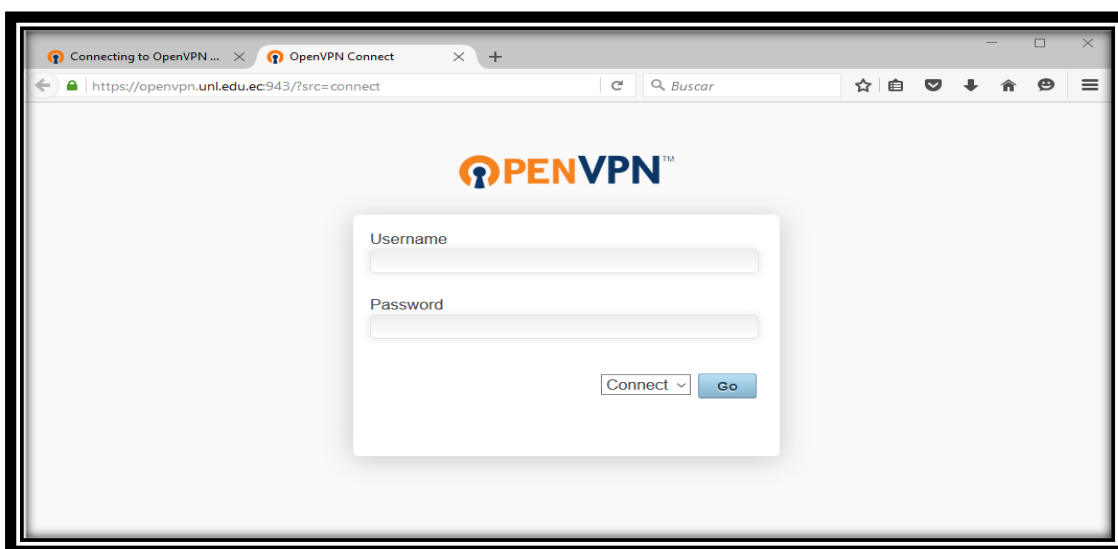 Connecting to OpenVPN ...
OpenVPN Connect
https://openvpn.unl.edu.ec:943/?src=connect
Buscar
OPENVPN™
Username
Password
Connect
Go